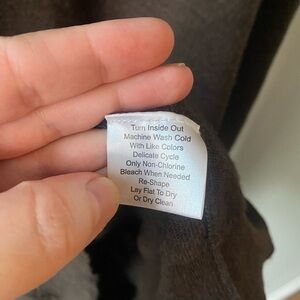 Turn Inside Out
Machine Wash Cold
With Like Colors
Delicate Cycle
Only Non-Chlorine
Bleach When Needed
Re-Shape
Lay Flat To Dry
Or Dry Clean